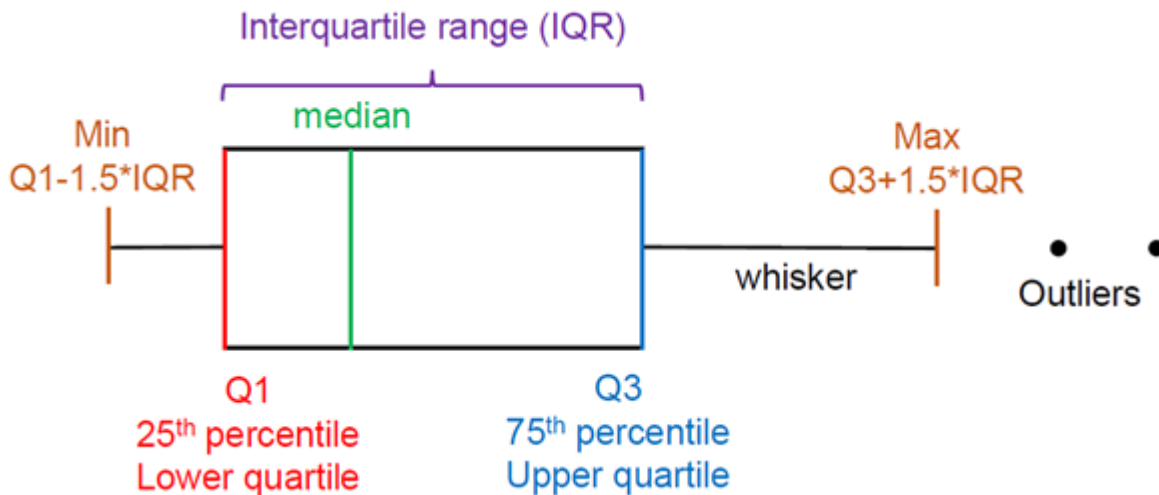 Interquartile range (IQR)
median
Min
Q1-1.5*IQR
Max
Q3+1.5*IQR
whisker
Outliers
Q1
25th percentile
Lower quartile
Q3
75th percentile
Upper quartile